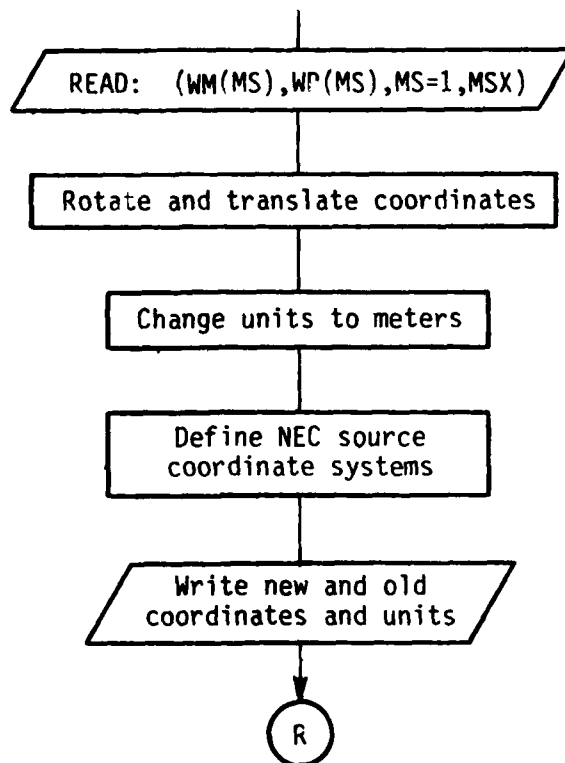 READ: (WM(MS),WP(MS),MS=1,MSX)
Rotate and translate coordinates
Change units to meters
Define NEC source
coordinate systems
Write new and old
coordinates and units
R